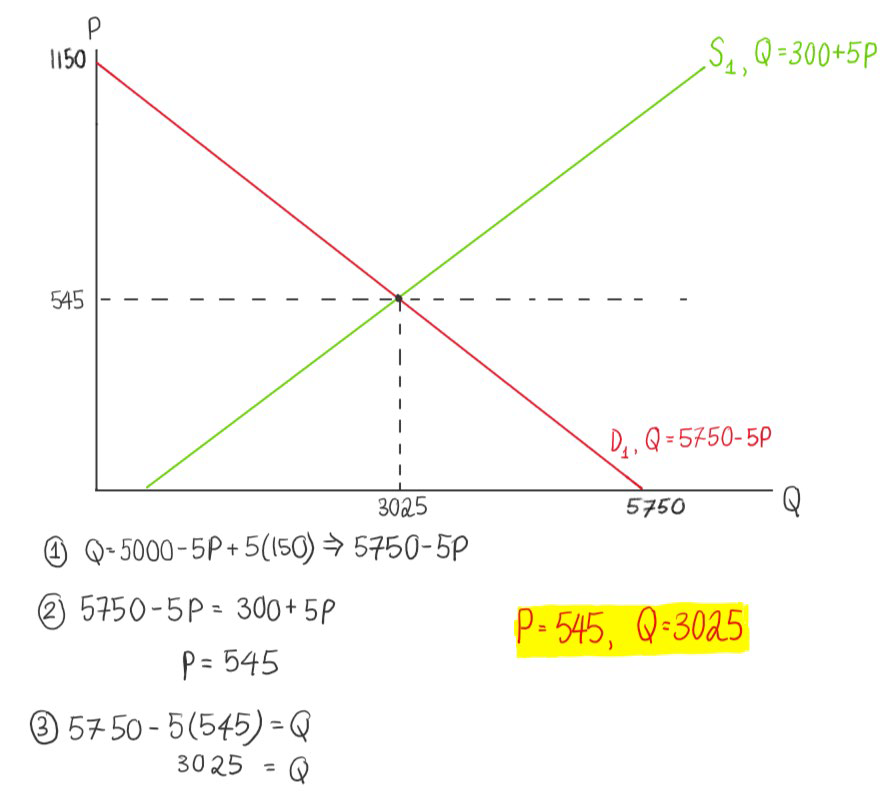 P
1150
S₁, Q=300+5P
545
D₁, Q=5750-5P
3025
5750
Q
① Q=5000-5P+5(150)⇒5750-5P
② 5750-5P= 300+5P
P= 545
P= 545, Q=3025
③ 5750-5(545)=Q
3025 = Q